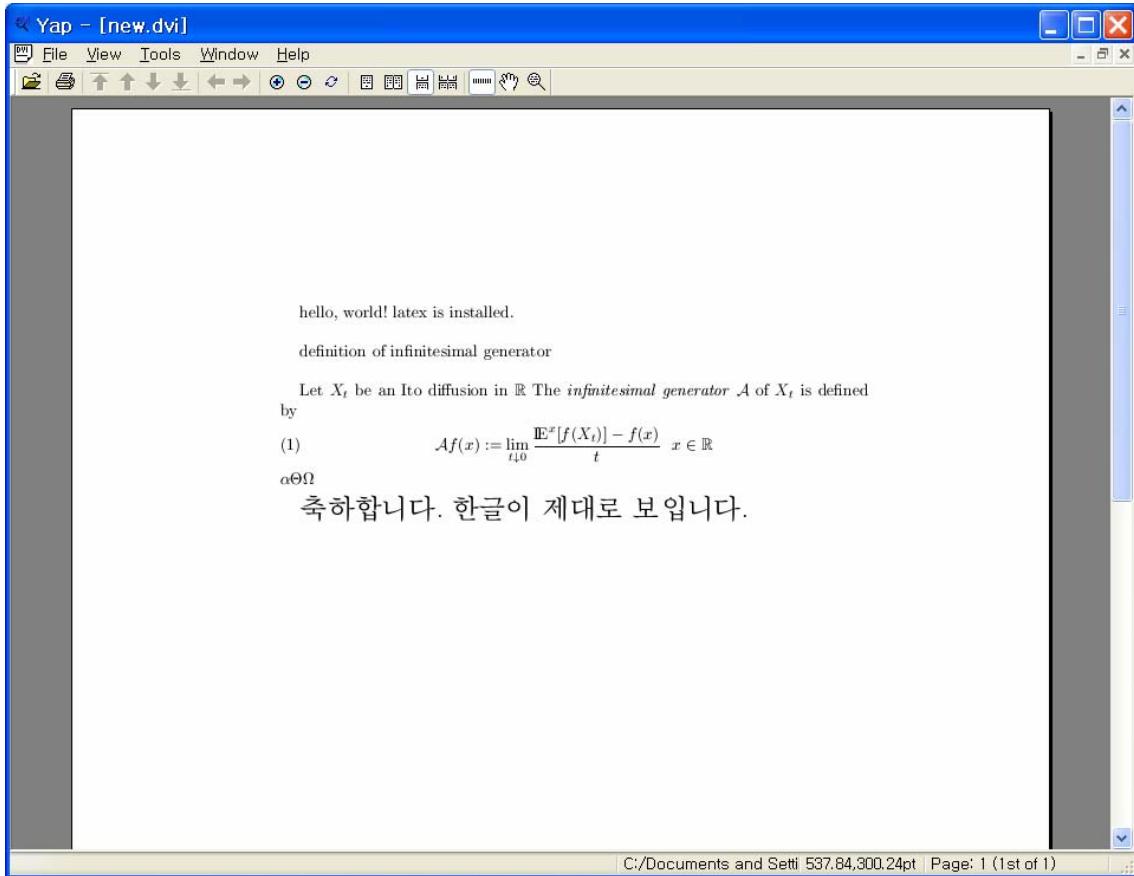 Yap - [new.dvi]
File View Tools Window Help
hello, world! latex is installed.
definition of infinitesimal generator
Let X_t be an Ito diffusion in ℝ The infinitesimal generator 𝒜 of X_t is defined
by
(1) 𝒜f(x) := lim_{t↓0} (𝔼^x[f(X_t)] − f(x))/t x ∈ ℝ
αΘΩ
축하합니다. 한글이 제대로 보입니다.
C:/Documents and Setti 537.84,300.24pt Page: 1 (1st of 1)